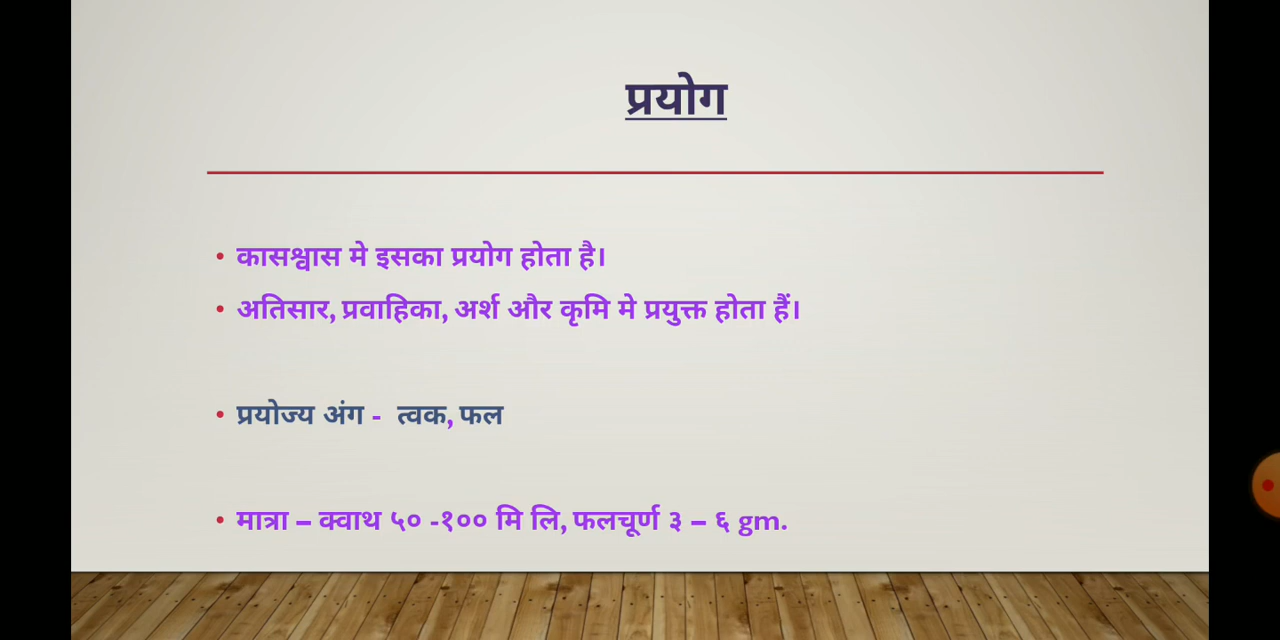 प्रयोग
• कासश्वास मे इसका प्रयोग होता है।
• अतिसार, प्रवाहिका, अर्श और कृमि मे प्रयुक्त होता हैं।
• प्रयोज्य अंग - त्वक, फल
• मात्रा – क्वाथ ५० -१०० मि लि, फलचूर्ण ३ – ६ gm.